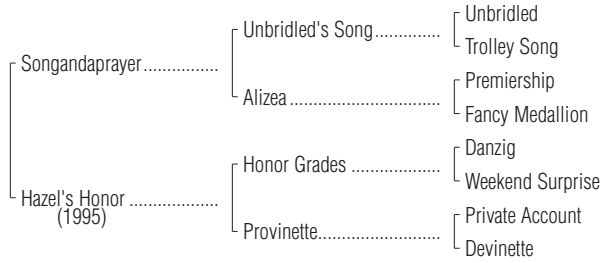 Unbridled
Unbridled's Song..............
Trolley Song
Songandaprayer................
Premiership
Alizea................................
Fancy Medallion
Danzig
Honor Grades ...................
Weekend Surprise
Hazel's Honor ...................
(1995)
Private Account
Provinette..........................
Devinette